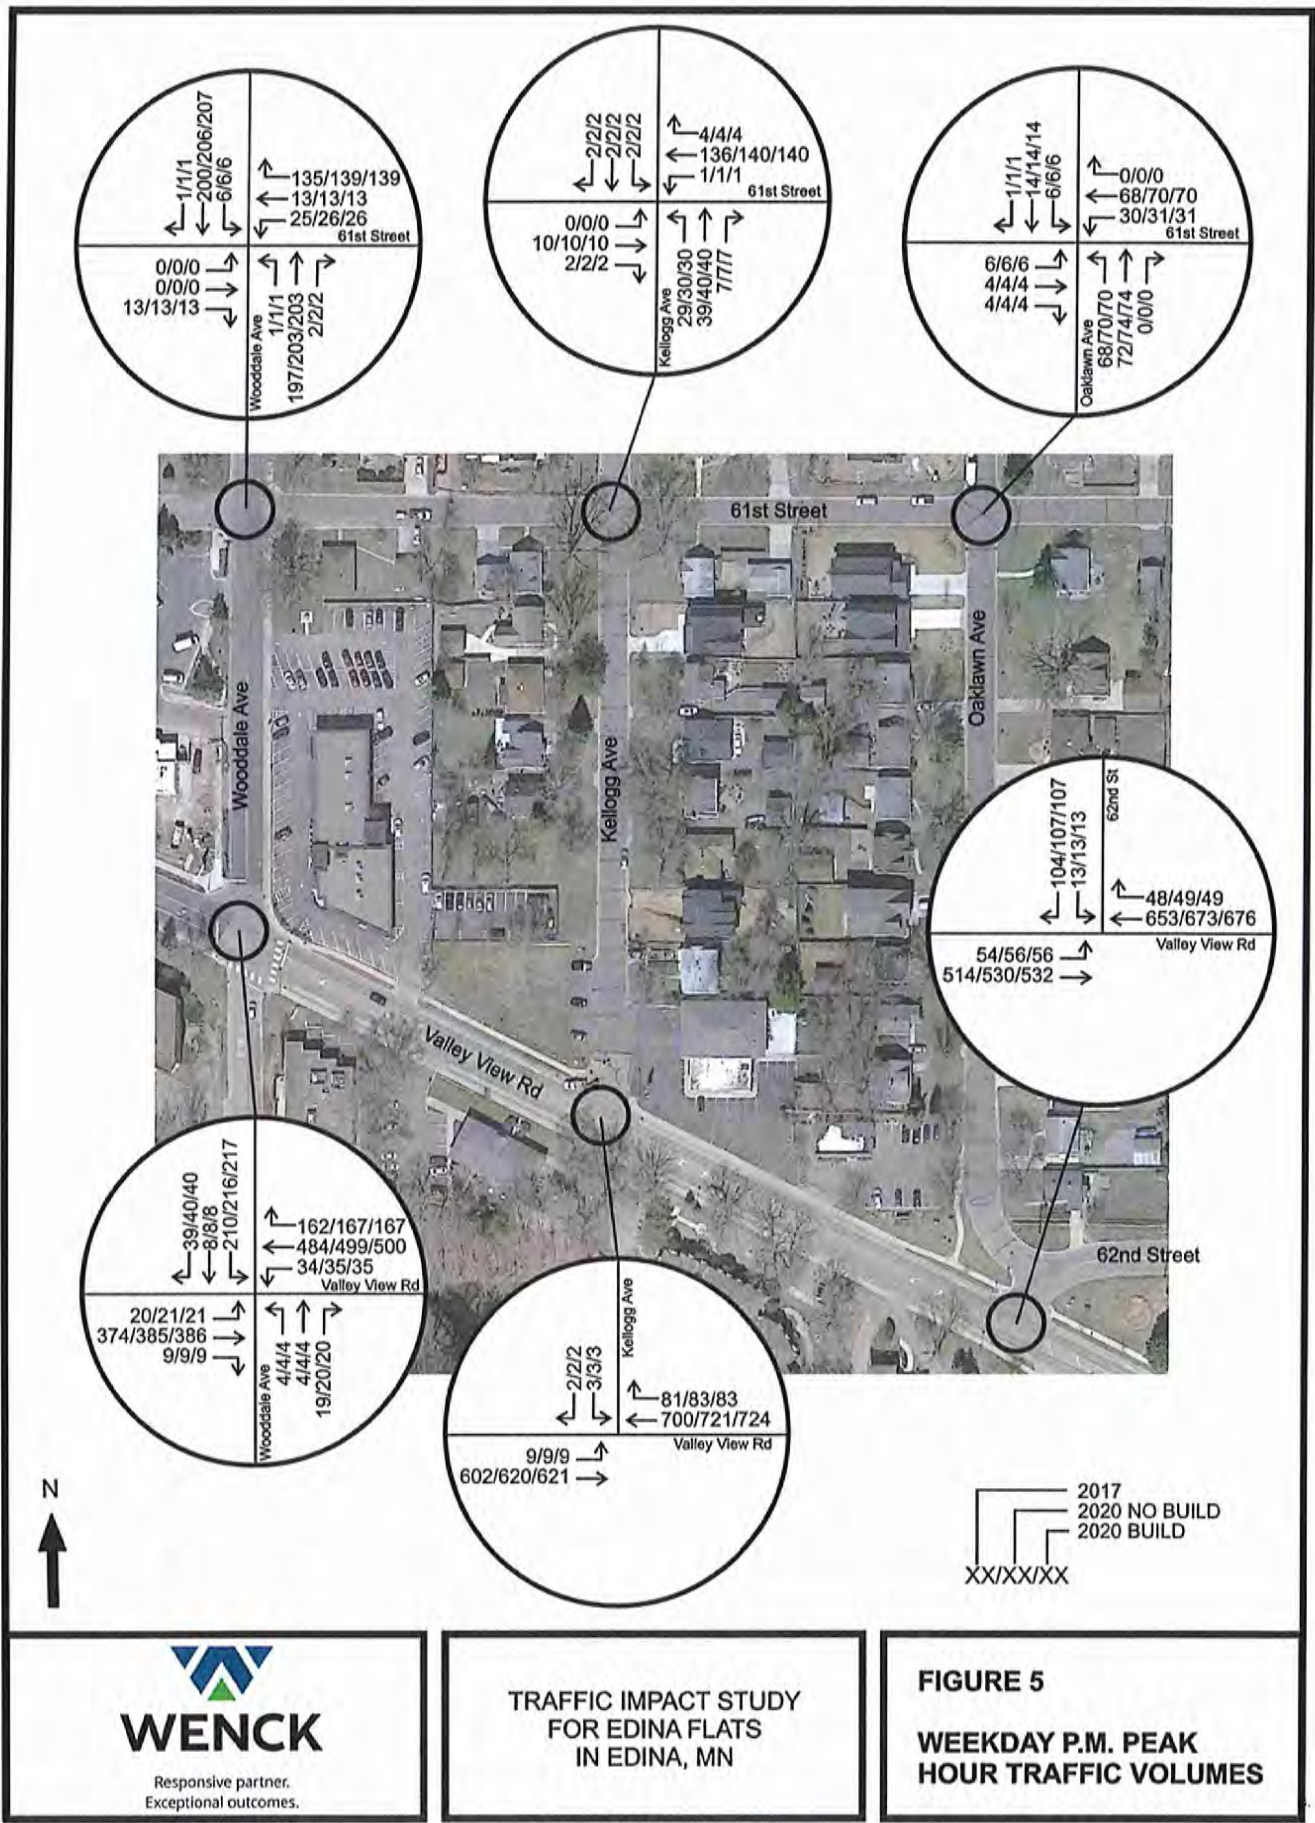 1/1/1
200/206/207
6/6/6
135/139/139
13/13/13
25/26/26
61st Street
0/0/0
0/0/0
13/13/13
Wooddale Ave
1/1/1
197/203/203
2/2/2
2/2/2
2/2/2
2/2/2
4/4/4
136/140/140
1/1/1
61st Street
0/0/0
10/10/10
2/2/2
Kellogg Ave
29/30/30
39/40/40
7/7/7
1/1/1
14/14/14
6/6/6
0/0/0
68/70/70
30/31/31
61st Street
6/6/6
4/4/4
4/4/4
Oaklawn Ave
68/70/70
72/74/74
0/0/0
61st Street
Wooddale Ave
Kellogg Ave
Oaklawn Ave
Valley View Rd
62nd Street
104/107/107
13/13/13
62nd St
48/49/49
653/673/676
Valley View Rd
54/56/56
514/530/532
39/40/40
8/8/8
210/216/217
162/167/167
484/499/500
34/35/35
Valley View Rd
20/21/21
374/385/386
9/9/9
Wooddale Ave
4/4/4
4/4/4
19/20/20
2/2/2
3/3/3
Kellogg Ave
81/83/83
700/721/724
Valley View Rd
9/9/9
602/620/621
N
2017
2020 NO BUILD
2020 BUILD
XX/XX/XX
WENCK
Responsive partner.
Exceptional outcomes.
TRAFFIC IMPACT STUDY
FOR EDINA FLATS
IN EDINA, MN
FIGURE 5
WEEKDAY P.M. PEAK
HOUR TRAFFIC VOLUMES